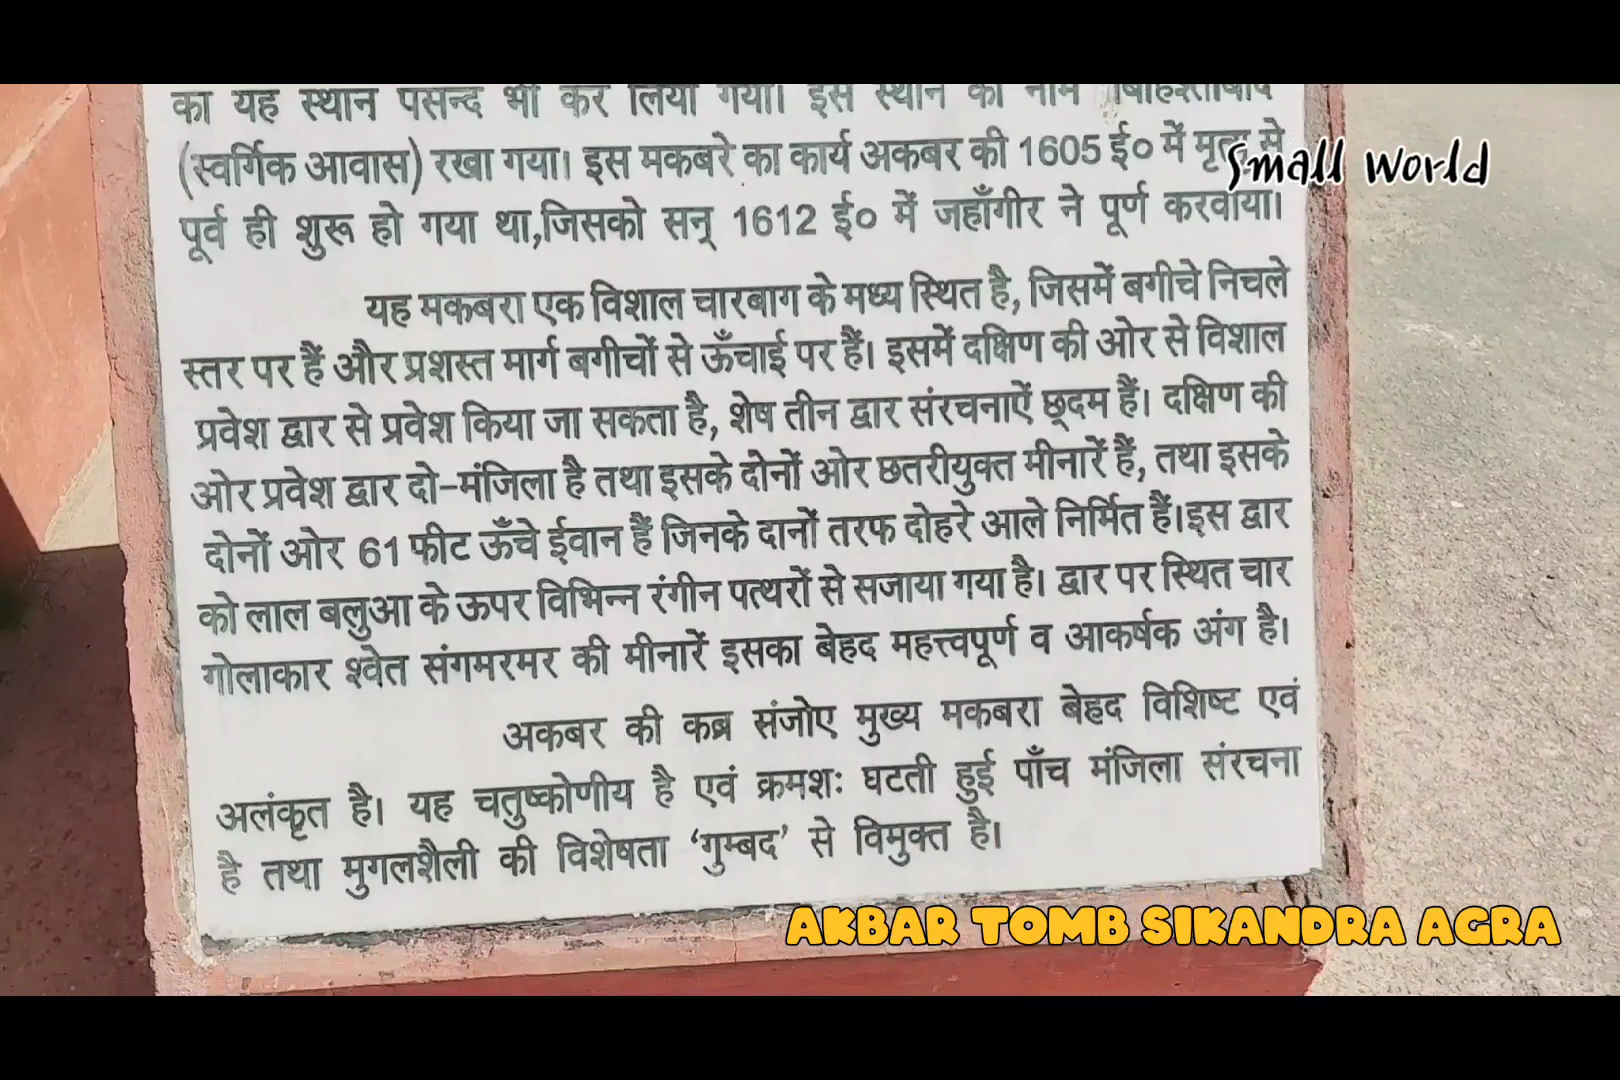 का यह स्थान पसन्द भी कर लिया गया। इस स्थान का नाम बिहिश्ताबाद
(स्वर्गिक आवास) रखा गया। इस मकबरे का कार्य अकबर की 1605 ई० में मृत्यु से
small world
पूर्व ही शुरू हो गया था,जिसको सन् 1612 ई० में जहाँगीर ने पूर्ण करवाया।
यह मकबरा एक विशाल चारबाग के मध्य स्थित है, जिसमें बगीचे निचले
स्तर पर हैं और प्रशस्त मार्ग बगीचों से ऊँचाई पर हैं। इसमें दक्षिण की ओर से विशाल
प्रवेश द्वार से प्रवेश किया जा सकता है, शेष तीन द्वार संरचनाऐं छ्दम हैं। दक्षिण की
ओर प्रवेश द्वार दो-मंजिला है तथा इसके दोनों ओर छतरीयुक्त मीनारें हैं, तथा इसके
दोनों ओर 61 फीट ऊँचे ईवान हैं जिनके दानों तरफ दोहरे आले निर्मित हैं।इस द्वार
को लाल बलुआ के ऊपर विभिन्न रंगीन पत्थरों से सजाया गया है। द्वार पर स्थित चार
गोलाकार श्वेत संगमरमर की मीनारें इसका बेहद महत्त्वपूर्ण व आकर्षक अंग है।
अकबर की कब्र संजोए मुख्य मकबरा बेहद विशिष्ट एवं
अलंकृत है। यह चतुष्कोणीय है एवं क्रमशः घटती हुई पाँच मंजिला संरचना
है तथा मुगलशैली की विशेषता ‘गुम्बद’ से विमुक्त है।
AKBAR TOMB SIKANDRA AGRA